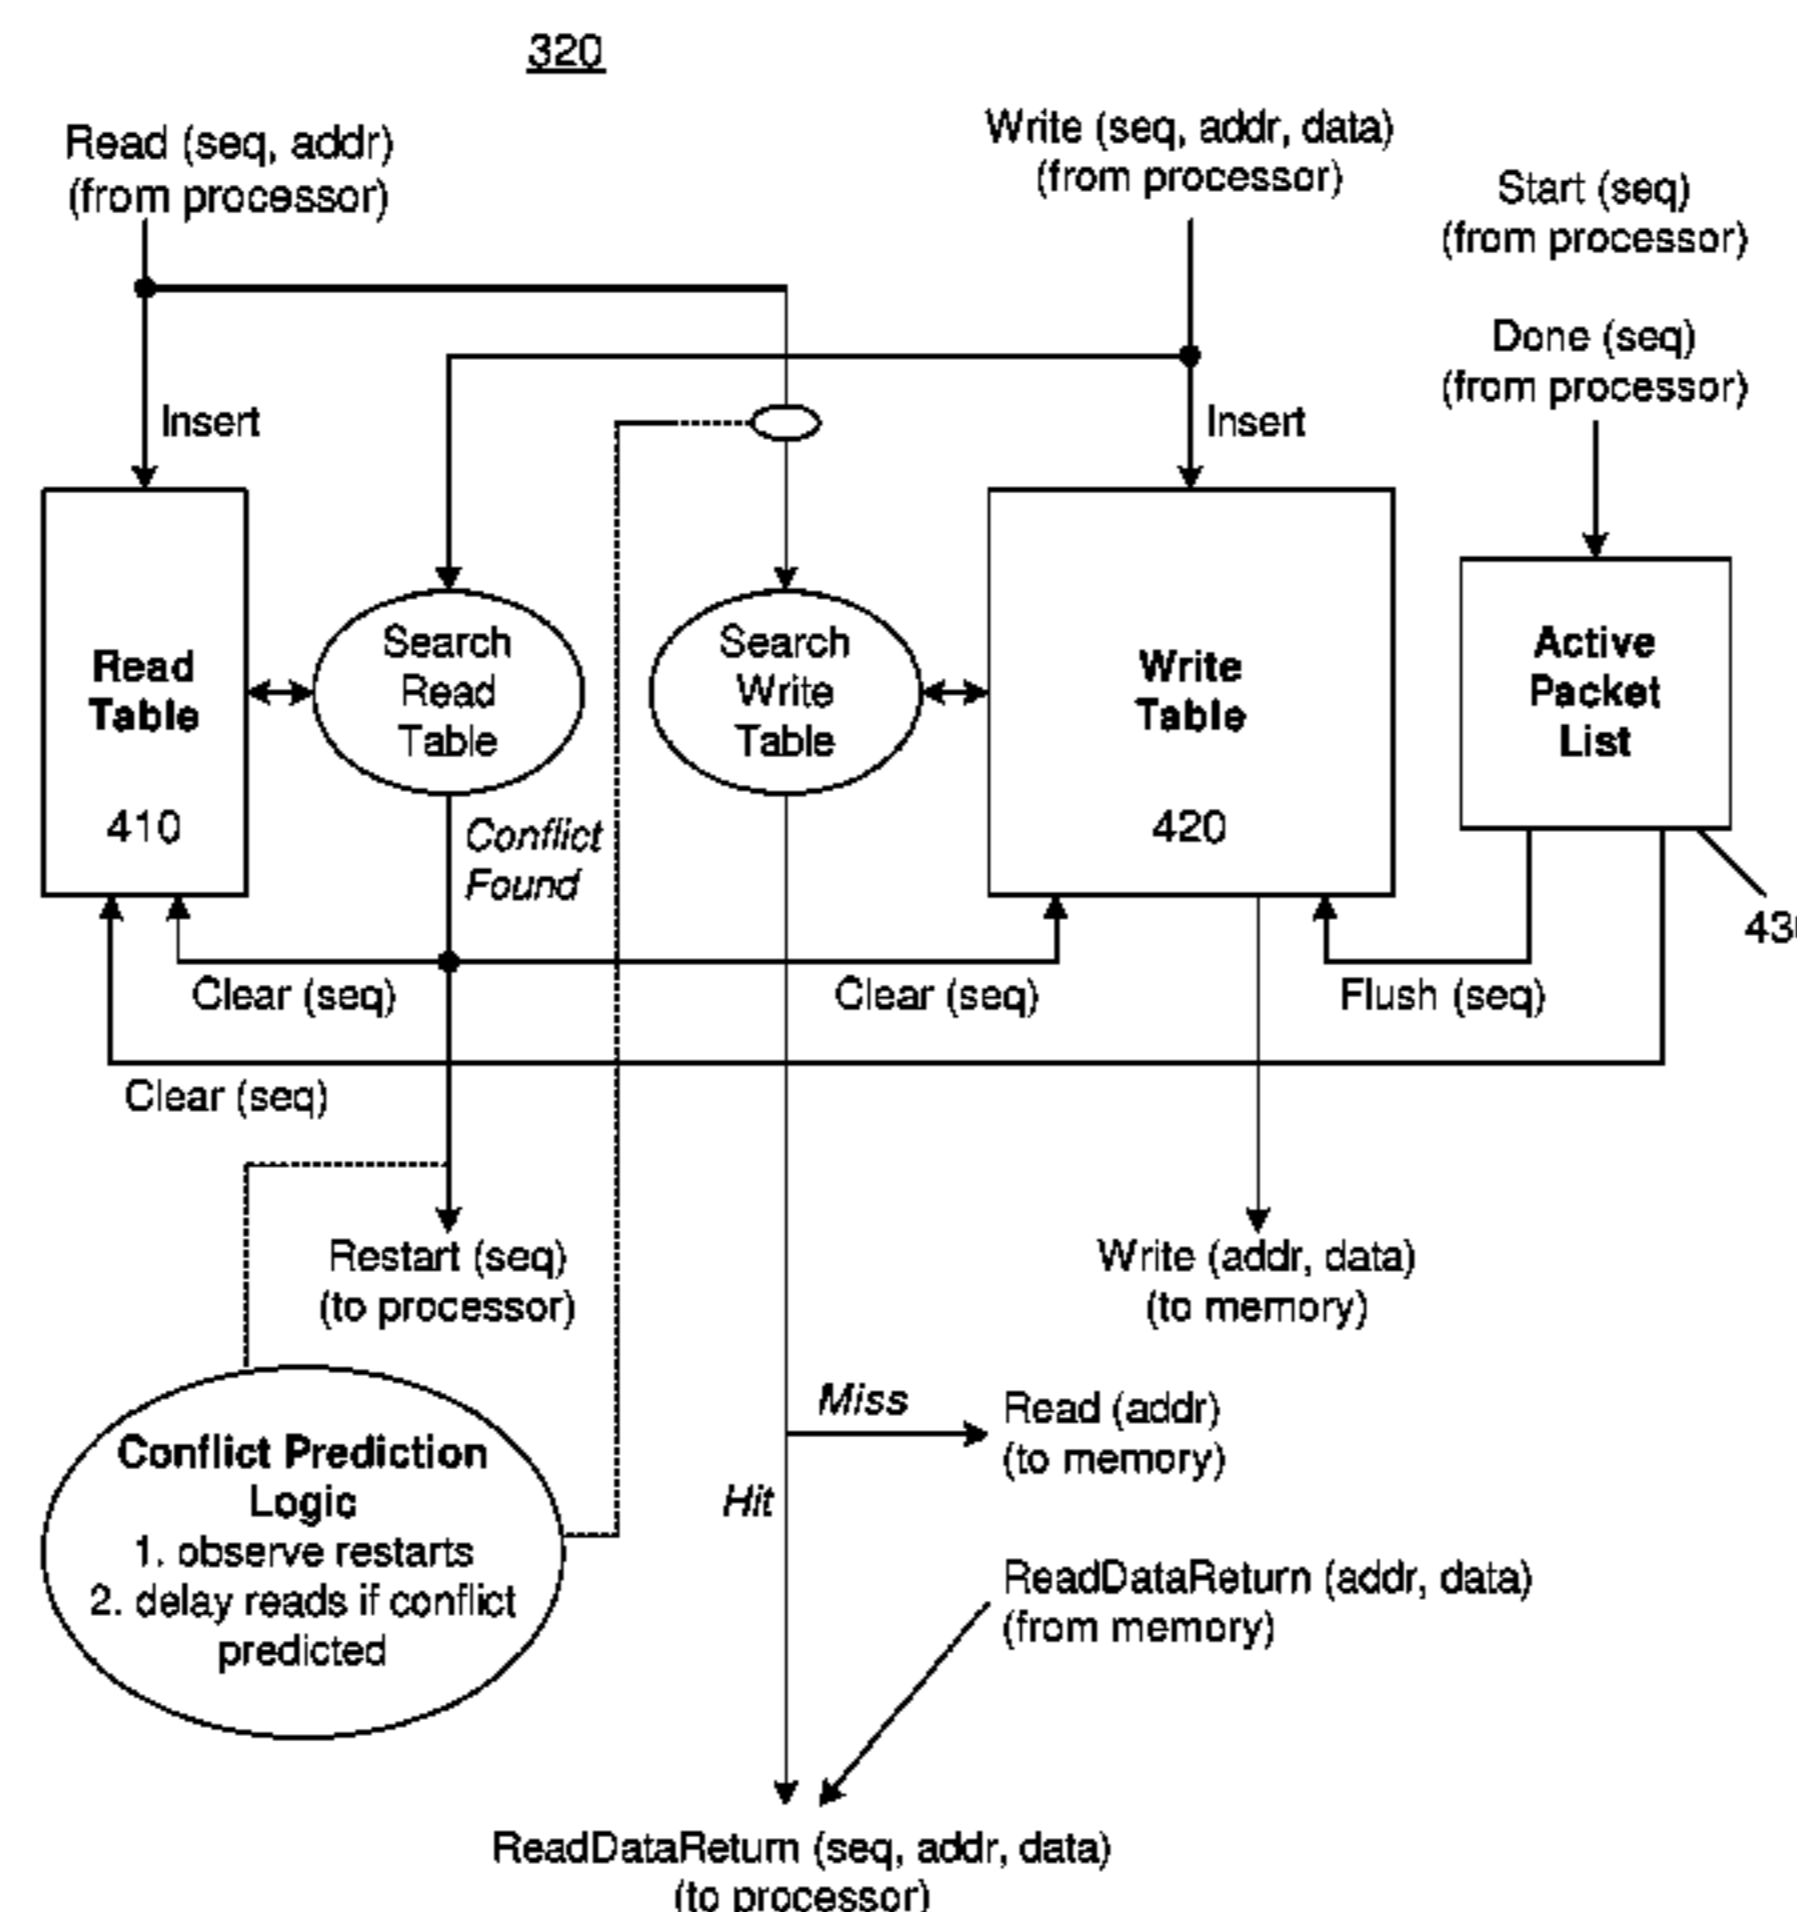 320
Read (seq, addr)
(from processor)
Write (seq, addr, data)
(from processor)
Start (seq)
(from processor)
Done (seq)
(from processor)
Insert
Insert
Read
Table
410
Search
Read
Table
Search
Write
Table
Write
Table
420
Active
Packet
List
Conflict
Found
Clear (seq)
Clear (seq)
Flush (seq)
Clear (seq)
Restart (seq)
(to processor)
Write (addr, data)
(to memory)
Conflict Prediction
Logic
1. observe restarts
2. delay reads if conflict
predicted
Miss
Read (addr)
(to memory)
Hit
ReadDataReturn (addr, data)
(from memory)
ReadDataReturn (seq, addr, data)
(to processor)